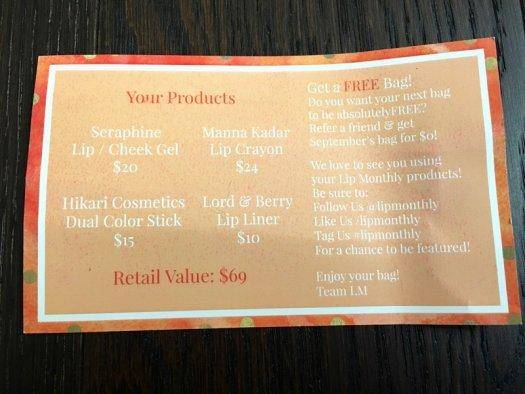 Your Products
Seraphine
Lip / Cheek Gel
$20
Manna Kadar
Lip Crayon
$24
Hikari Cosmetics
Dual Color Stick
$15
Lord & Berry
Lip Liner
$10
Retail Value: $69
Get a FREE Bag!
Do you want your next bag
to be absolutelyFREE?
Refer a friend & get
September's bag for $0!
We love to see you using
your Lip Monthly products!
Be sure to:
Follow Us @lipmonthly
Like Us /lipmonthly
Tag Us #lipmonthly
For a chance to be featured!
Enjoy your bag!
Team LM